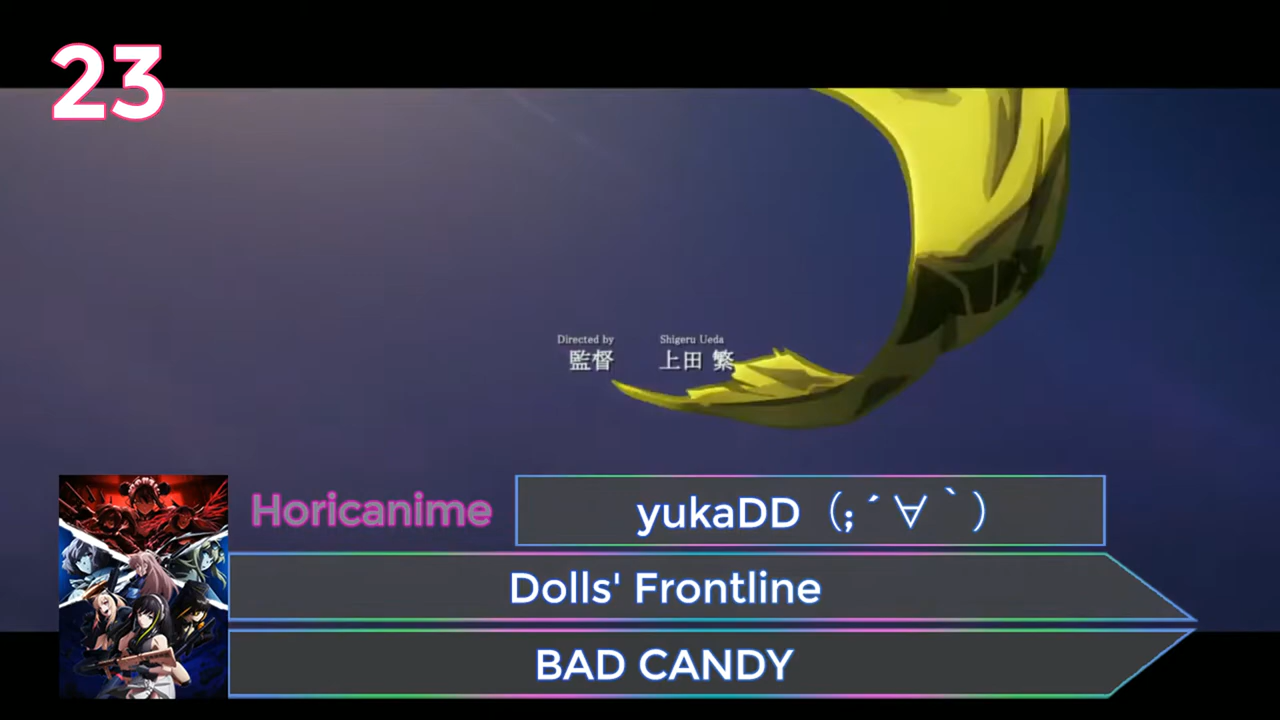 23
Directed by Shigeru Ueda
監督 上田 繁
Horicanime
yukaDD（;´∀｀）
Dolls' Frontline
BAD CANDY